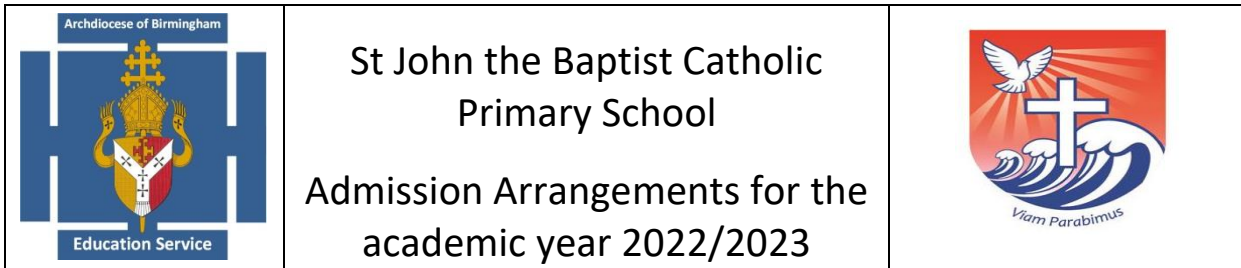 Archdiocese of Birmingham
Education Service
St John the Baptist Catholic
Primary School
Admission Arrangements for the
academic year 2022/2023
Viam Parabimus